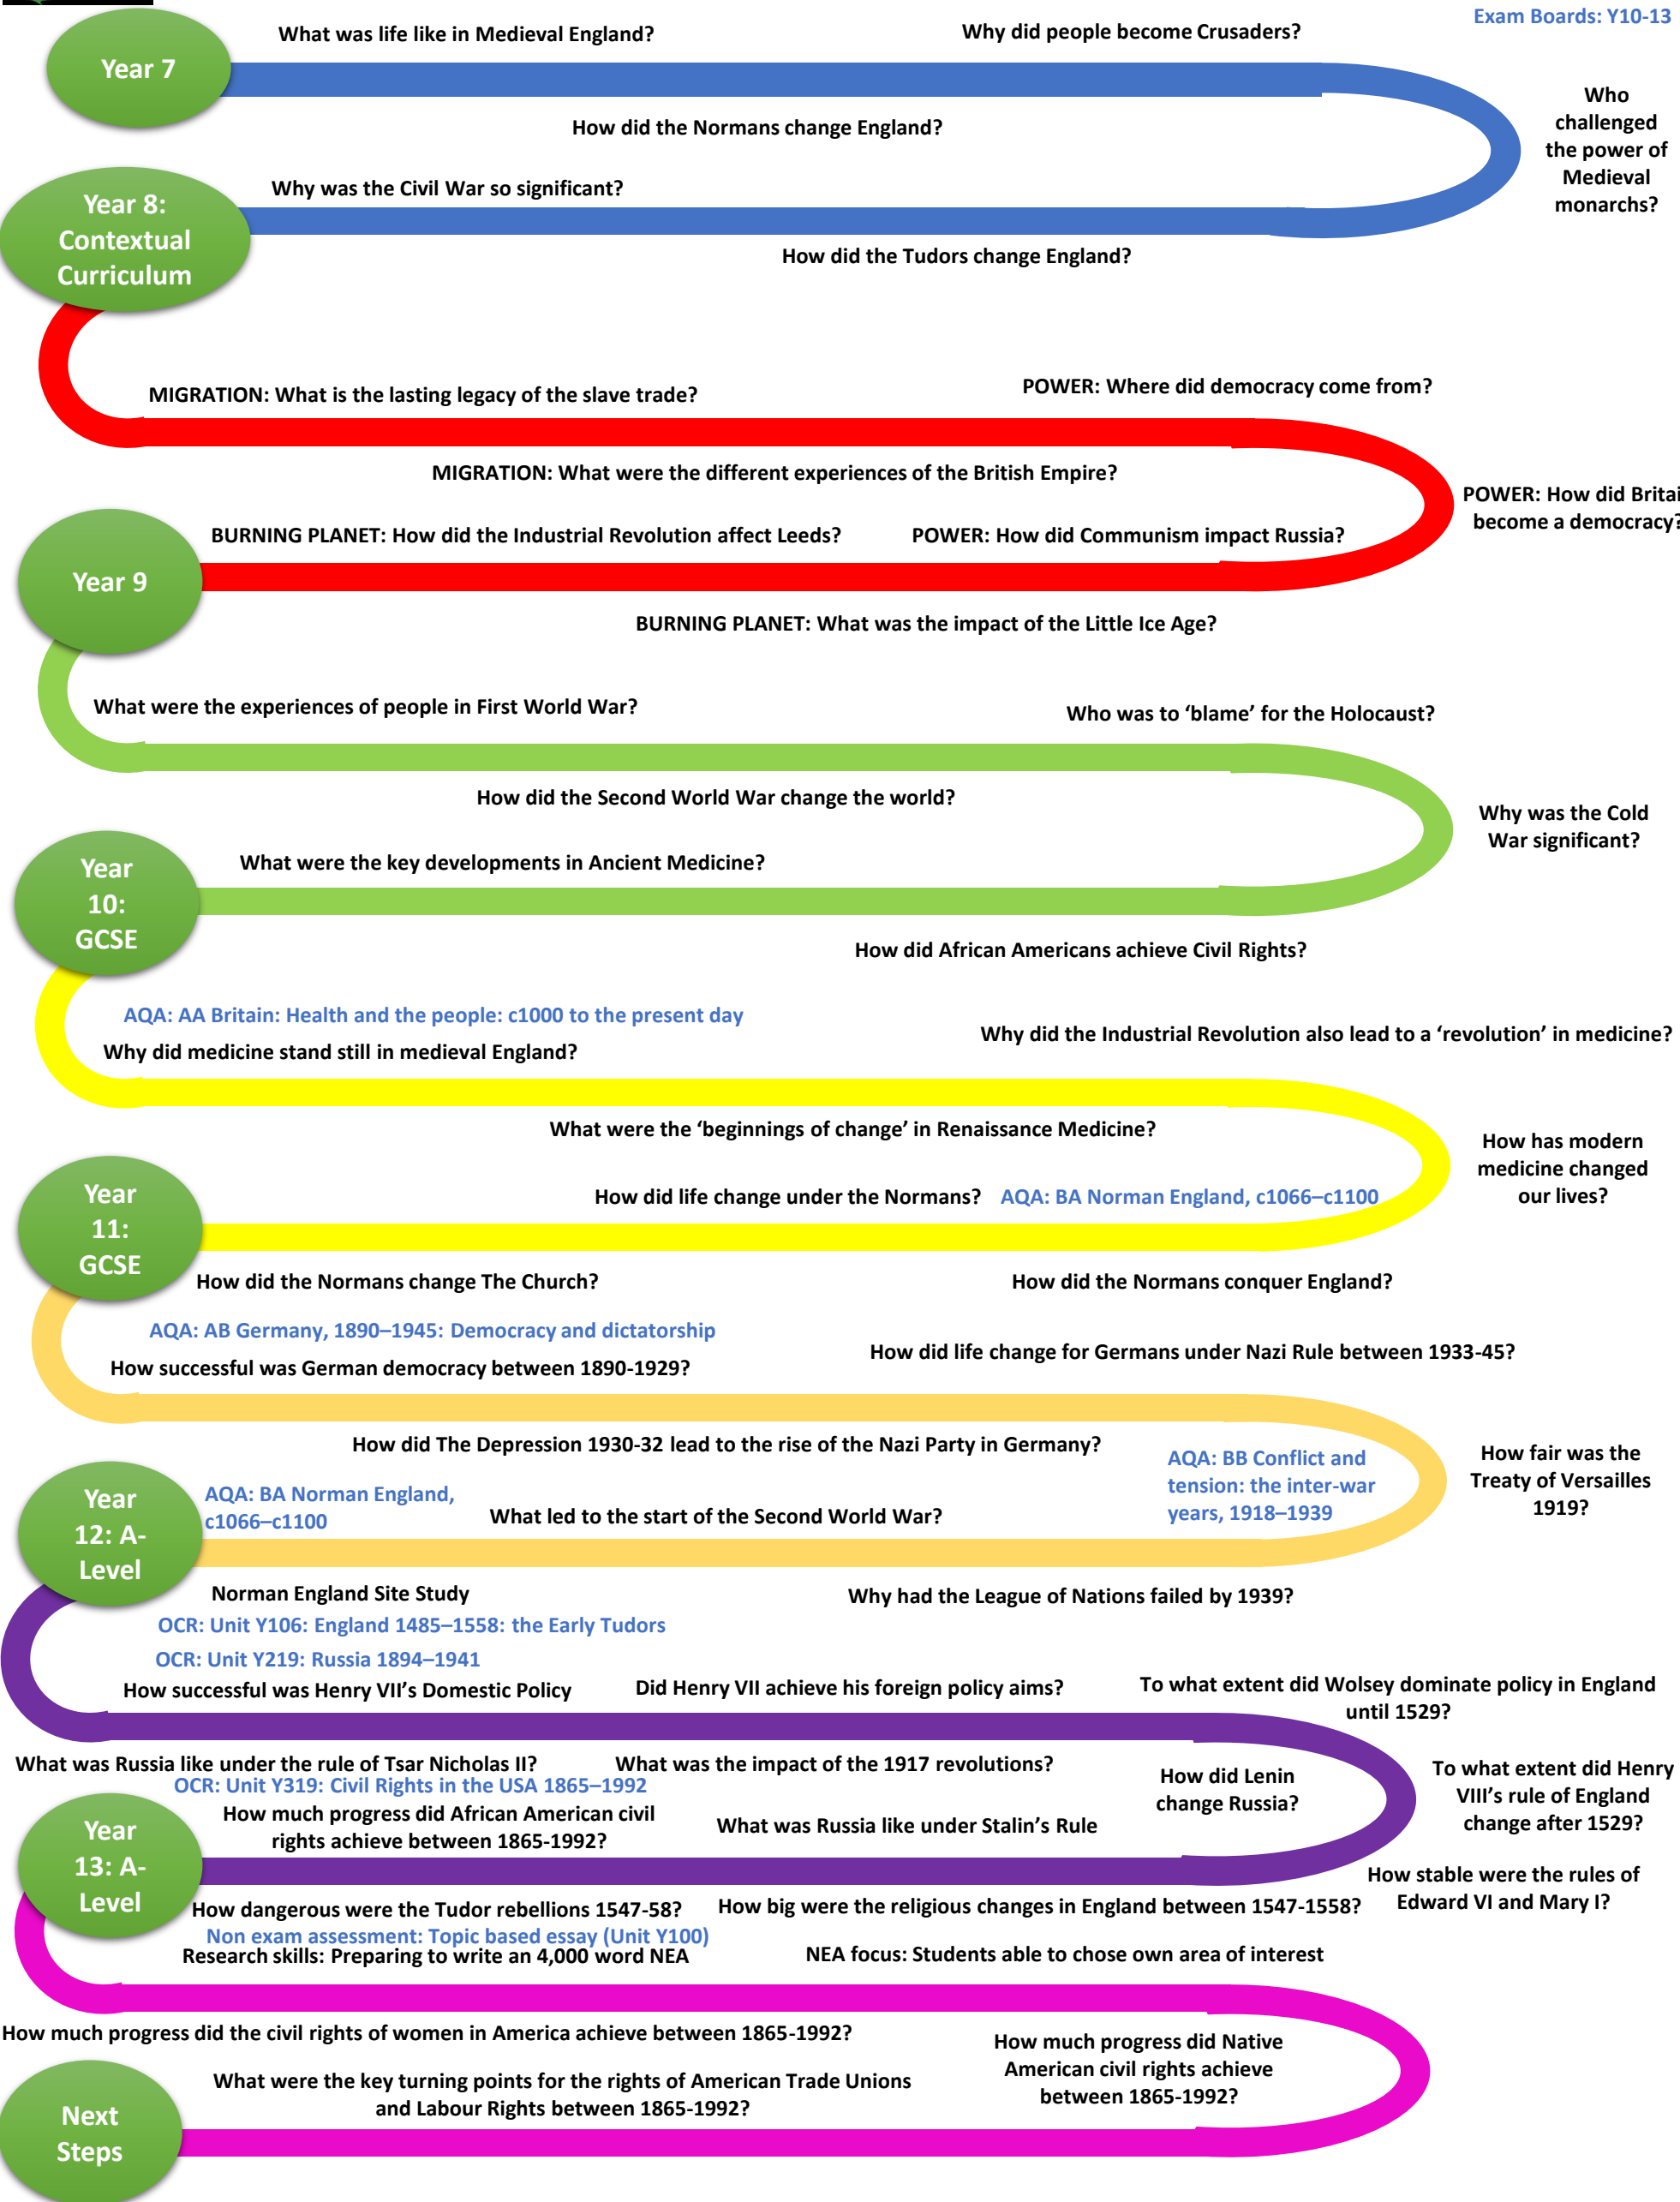 Exam Boards: Y10-13
What was life like in Medieval England?
Why did people become Crusaders?
Year 7
Who
challenged
the power of
Medieval
monarchs?
How did the Normans change England?
Why was the Civil War so significant?
Year 8:
Contextual
Curriculum
How did the Tudors change England?
MIGRATION: What is the lasting legacy of the slave trade?
POWER: Where did democracy come from?
MIGRATION: What were the different experiences of the British Empire?
POWER: How did Britai
become a democracy?
BURNING PLANET: How did the Industrial Revolution affect Leeds?
POWER: How did Communism impact Russia?
Year 9
BURNING PLANET: What was the impact of the Little Ice Age?
What were the experiences of people in First World War?
Who was to ‘blame’ for the Holocaust?
How did the Second World War change the world?
Why was the Cold
War significant?
What were the key developments in Ancient Medicine?
Year
10:
GCSE
How did African Americans achieve Civil Rights?
AQA: AA Britain: Health and the people: c1000 to the present day
Why did medicine stand still in medieval England?
Why did the Industrial Revolution also lead to a ‘revolution’ in medicine?
What were the ‘beginnings of change’ in Renaissance Medicine?
How has modern
medicine changed
our lives?
How did life change under the Normans?
AQA: BA Norman England, c1066–c1100
Year
11:
GCSE
How did the Normans change The Church?
How did the Normans conquer England?
AQA: AB Germany, 1890–1945: Democracy and dictatorship
How successful was German democracy between 1890-1929?
How did life change for Germans under Nazi Rule between 1933-45?
How did The Depression 1930-32 lead to the rise of the Nazi Party in Germany?
How fair was the
Treaty of Versailles
1919?
AQA: BB Conflict and
tension: the inter-war
years, 1918–1939
AQA: BA Norman England,
c1066–c1100
What led to the start of the Second World War?
Year
12: A-
Level
Norman England Site Study
Why had the League of Nations failed by 1939?
OCR: Unit Y106: England 1485–1558: the Early Tudors
OCR: Unit Y219: Russia 1894–1941
How successful was Henry VII’s Domestic Policy
Did Henry VII achieve his foreign policy aims?
To what extent did Wolsey dominate policy in England
until 1529?
What was Russia like under the rule of Tsar Nicholas II?
What was the impact of the 1917 revolutions?
How did Lenin
change Russia?
To what extent did Henry
VIII’s rule of England
change after 1529?
OCR: Unit Y319: Civil Rights in the USA 1865–1992
How much progress did African American civil
rights achieve between 1865-1992?
What was Russia like under Stalin’s Rule
Year
13: A-
Level
How stable were the rules of
Edward VI and Mary I?
How dangerous were the Tudor rebellions 1547-58?
How big were the religious changes in England between 1547-1558?
Non exam assessment: Topic based essay (Unit Y100)
Research skills: Preparing to write an 4,000 word NEA
NEA focus: Students able to chose own area of interest
How much progress did the civil rights of women in America achieve between 1865-1992?
How much progress did Native
American civil rights achieve
between 1865-1992?
What were the key turning points for the rights of American Trade Unions
and Labour Rights between 1865-1992?
Next
Steps